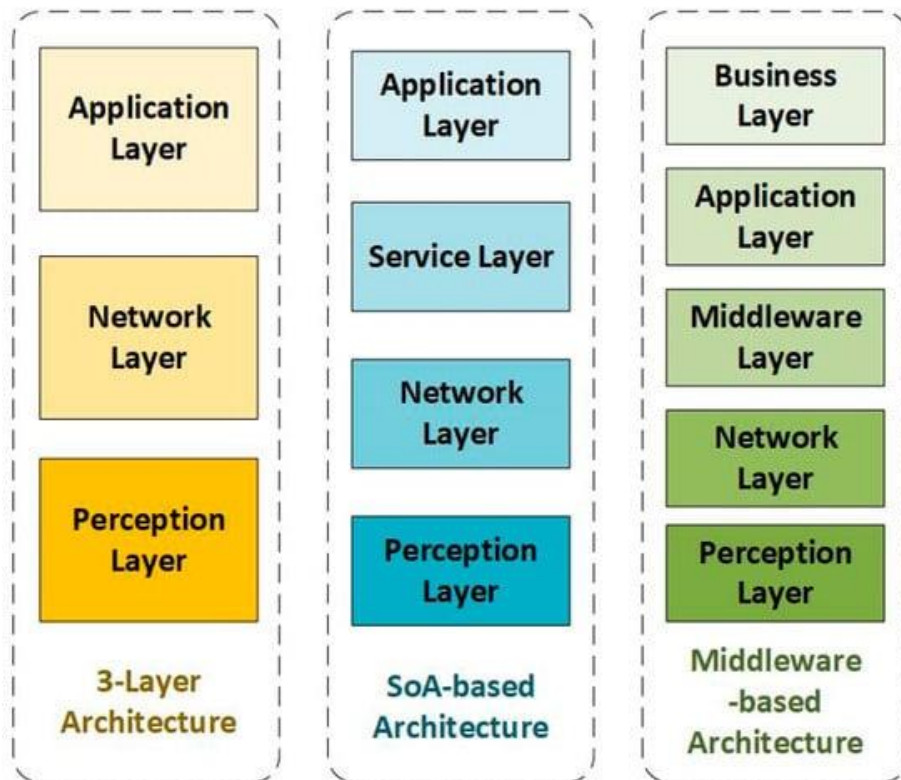 Application
Layer
Network
Layer
Perception
Layer
3-Layer
Architecture
Application
Layer
Service Layer
Network
Layer
Perception
Layer
SoA-based
Architecture
Business
Layer
Application
Layer
Middleware
Layer
Network
Layer
Perception
Layer
Middleware
-based
Architecture